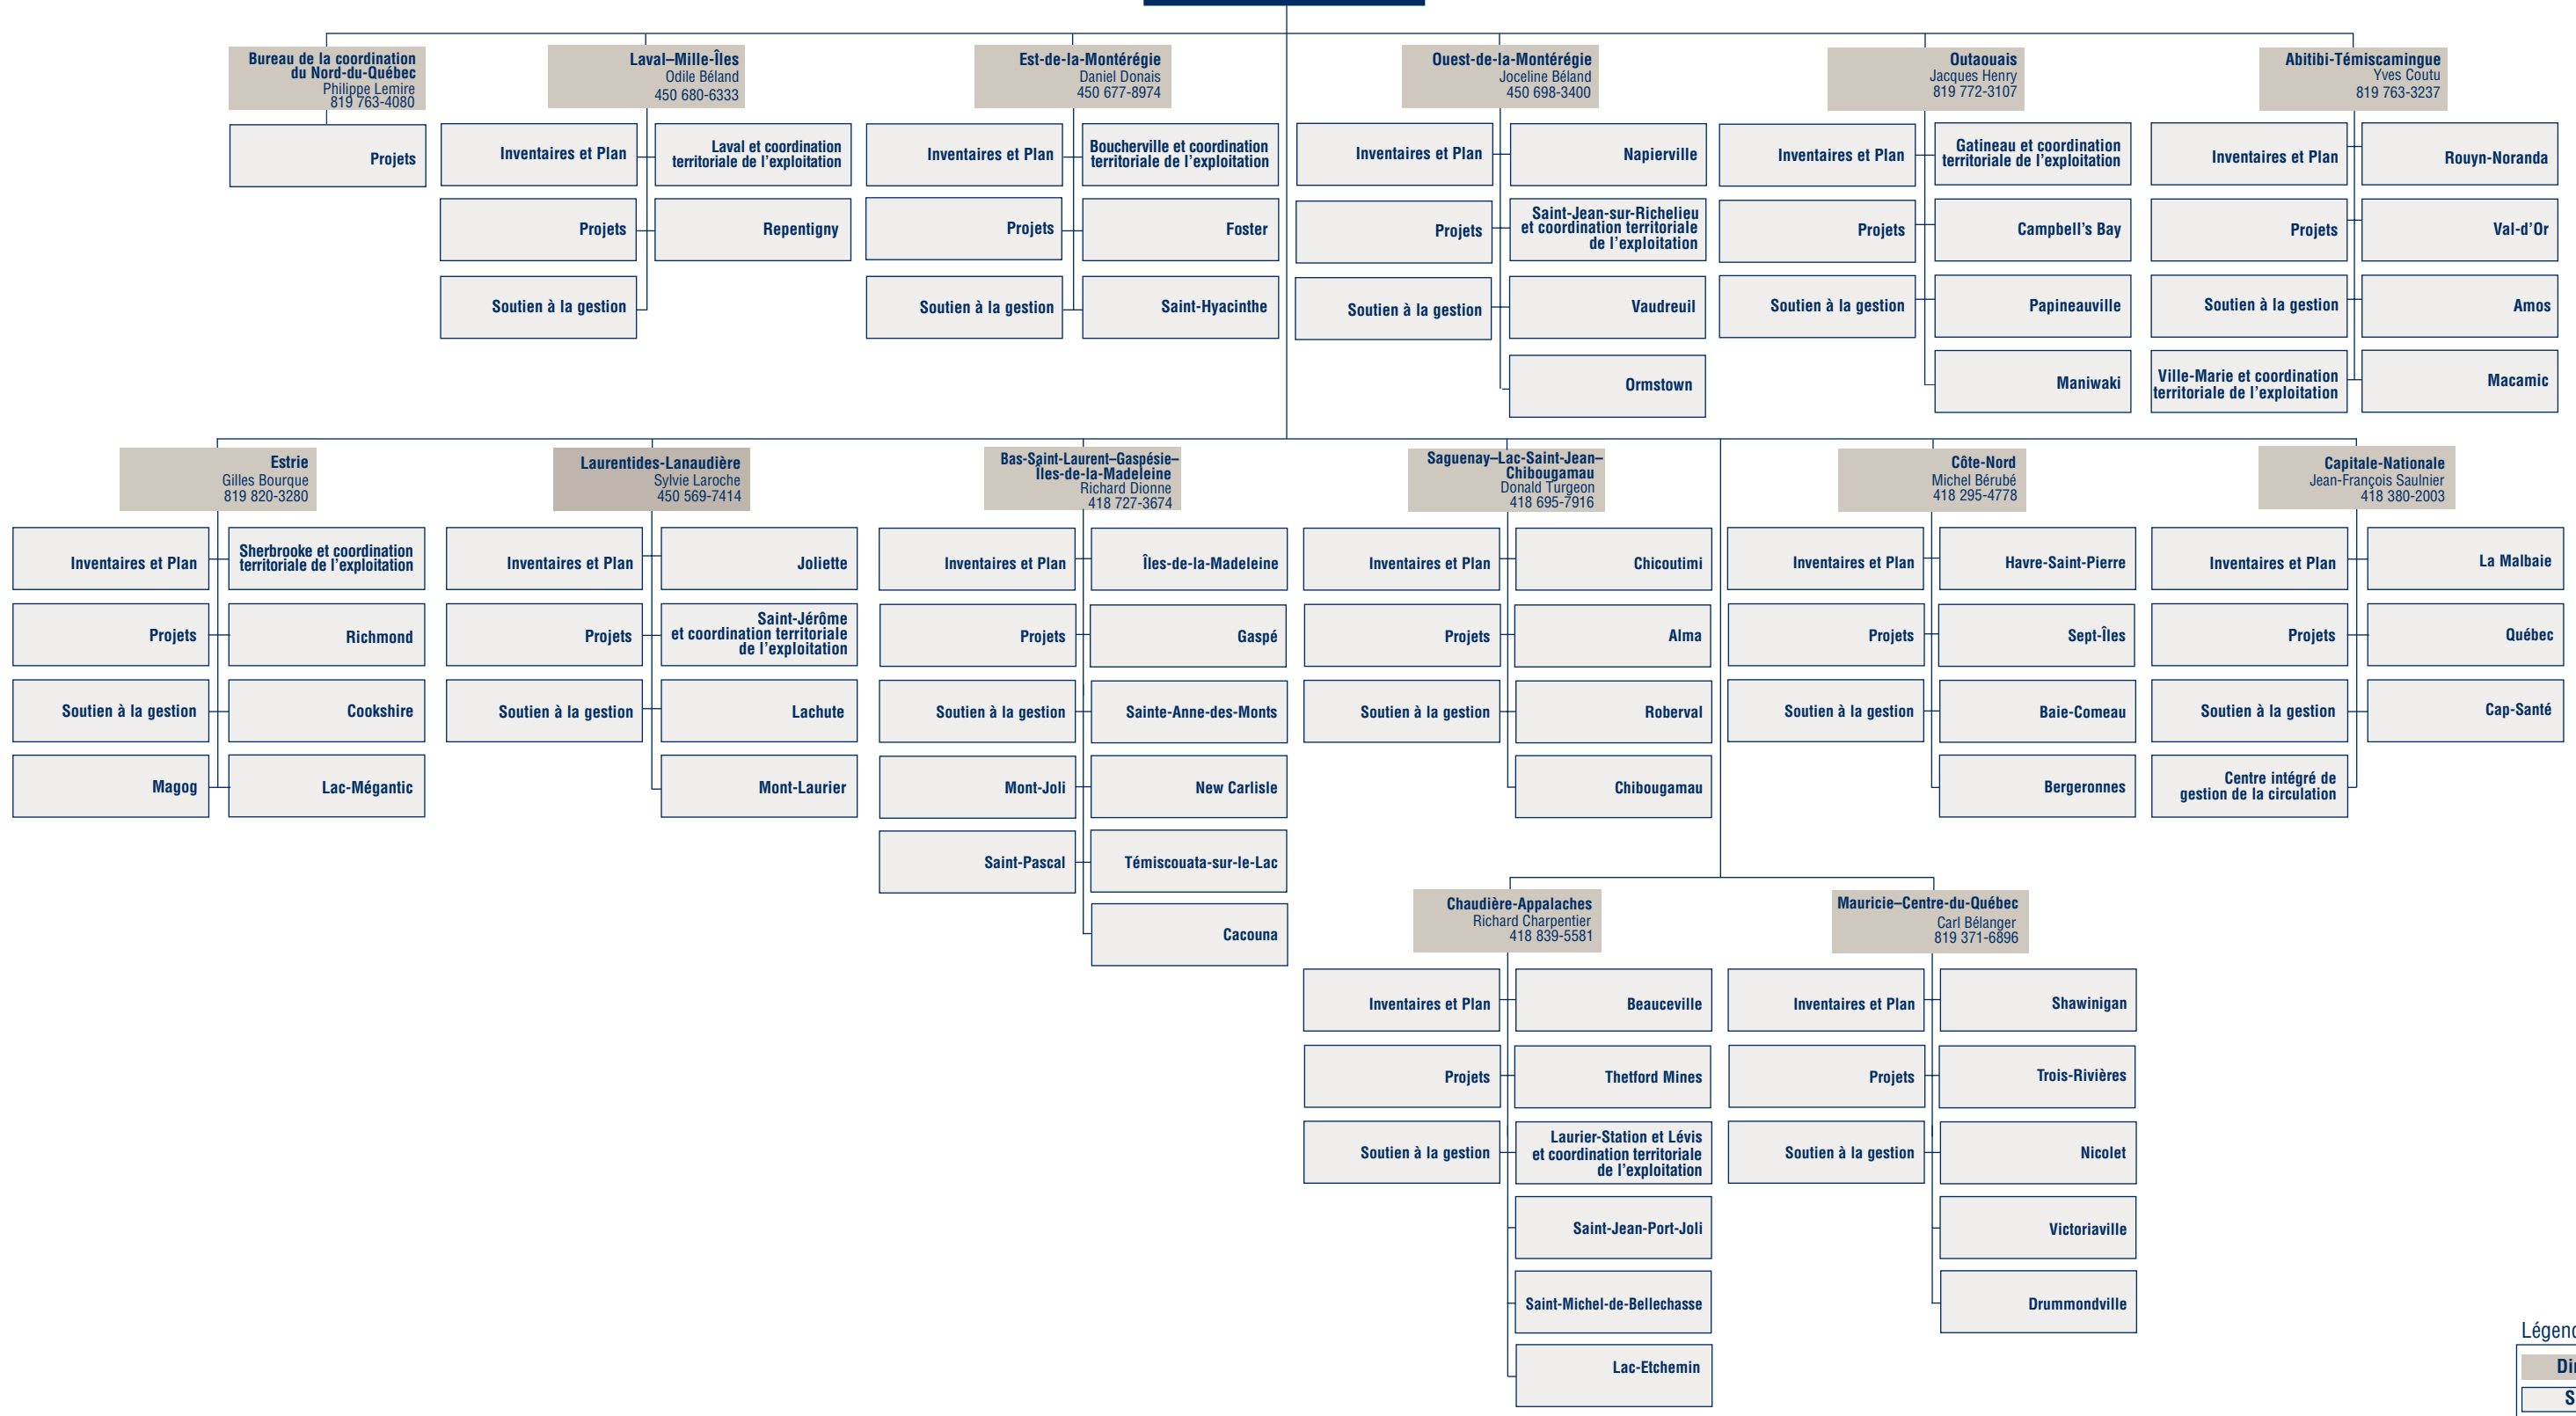 Bureau de la coordination
du Nord-du-Québec
Philippe Lemire
819 763-4080
Projets
Laval–Mille-Îles
Odile Béland
450 680-6333
Inventaires et Plan
Laval et coordination
territoriale de l'exploitation
Projets
Repentigny
Soutien à la gestion
Est-de-la-Montérégie
Daniel Donais
450 677-8974
Inventaires et Plan
Boucherville et coordination
territoriale de l'exploitation
Projets
Foster
Soutien à la gestion
Saint-Hyacinthe
Ouest-de-la-Montérégie
Joceline Béland
450 698-3400
Inventaires et Plan
Napierville
Projets
Saint-Jean-sur-Richelieu
et coordination territoriale
de l'exploitation
Soutien à la gestion
Vaudreuil
Ormstown
Outaouais
Jacques Henry
819 772-3107
Inventaires et Plan
Gatineau et coordination
territoriale de l'exploitation
Projets
Campbell's Bay
Soutien à la gestion
Papineauville
Maniwaki
Abitibi-Témiscamingue
Yves Coutu
819 763-3237
Inventaires et Plan
Rouyn-Noranda
Projets
Val-d'Or
Soutien à la gestion
Amos
Ville-Marie et coordination
territoriale de l'exploitation
Macamic
Estrie
Gilles Bourque
819 820-3280
Inventaires et Plan
Sherbrooke et coordination
territoriale de l'exploitation
Projets
Richmond
Soutien à la gestion
Cookshire
Magog
Lac-Mégantic
Laurentides-Lanaudière
Sylvie Laroche
450 569-7414
Inventaires et Plan
Joliette
Projets
Saint-Jérôme
et coordination territoriale
de l'exploitation
Soutien à la gestion
Lachute
Mont-Laurier
Bas-Saint-Laurent–Gaspésie–
Îles-de-la-Madeleine
Richard Dionne
418 727-3674
Inventaires et Plan
Îles-de-la-Madeleine
Projets
Gaspé
Soutien à la gestion
Sainte-Anne-des-Monts
Mont-Joli
New Carlisle
Saint-Pascal
Témiscouata-sur-le-Lac
Cacouna
Saguenay–Lac-Saint-Jean–
Chibougamau
Donald Turgeon
418 695-7916
Inventaires et Plan
Chicoutimi
Projets
Alma
Soutien à la gestion
Roberval
Chibougamau
Côte-Nord
Michel Bérubé
418 295-4778
Inventaires et Plan
Havre-Saint-Pierre
Projets
Sept-Îles
Soutien à la gestion
Baie-Comeau
Bergeronnes
Capitale-Nationale
Jean-François Saulnier
418 380-2003
Inventaires et Plan
La Malbaie
Projets
Québec
Soutien à la gestion
Cap-Santé
Centre intégré de
gestion de la circulation
Chaudière-Appalaches
Richard Charpentier
418 839-5581
Inventaires et Plan
Beauceville
Projets
Thetford Mines
Soutien à la gestion
Laurier-Station et Lévis
et coordination territoriale
de l'exploitation
Saint-Jean-Port-Joli
Saint-Michel-de-Bellechasse
Lac-Etchemin
Mauricie–Centre-du-Québec
Carl Bélanger
819 371-6896
Inventaires et Plan
Shawinigan
Projets
Trois-Rivières
Soutien à la gestion
Nicolet
Victoriaville
Drummondville